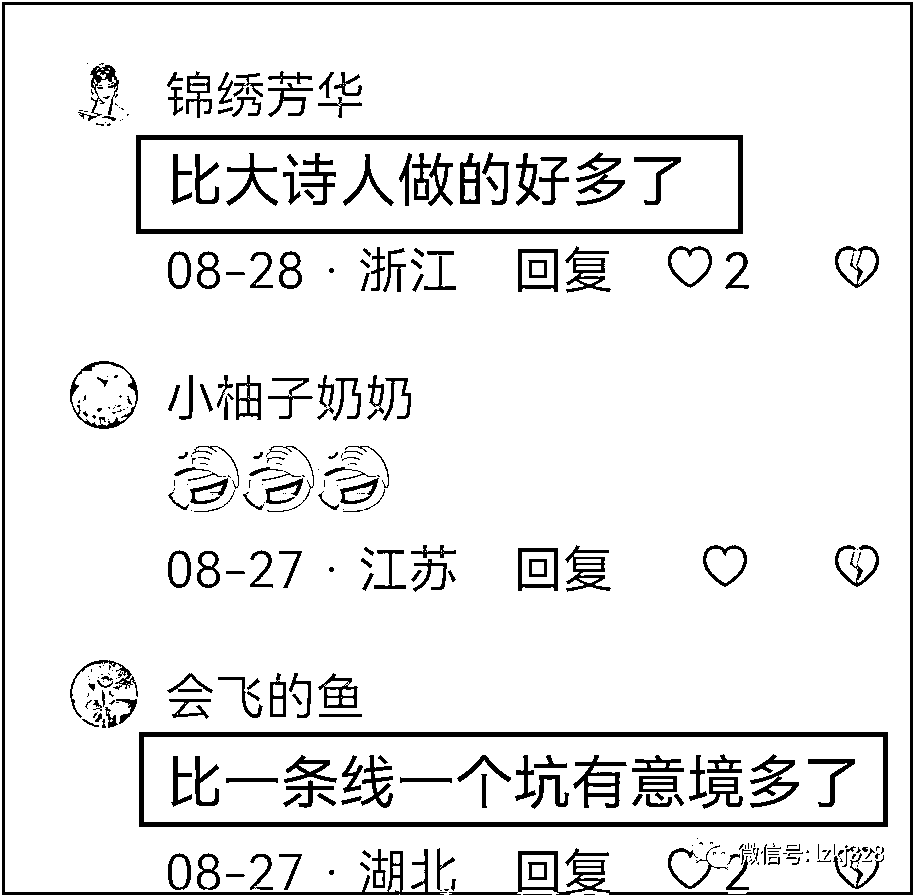 锦绣芳华
比大诗人做的好多了
08-28 · 浙江 回复 2
小柚子奶奶
08-27 · 江苏 回复
会飞的鱼
比一条线一个坑有意境多了
08-27 · 湖北 回复 2
微信号: lzkj328